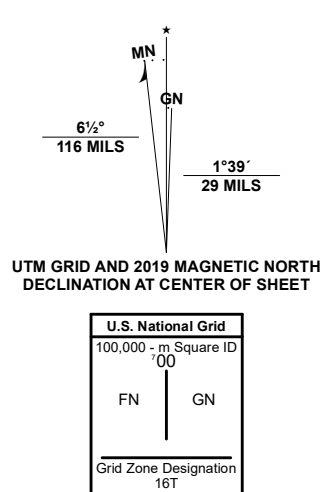 ★
MN
GN
6½°
116 MILS
1°39´
29 MILS
UTM GRID AND 2019 MAGNETIC NORTH
DECLINATION AT CENTER OF SHEET
U.S. National Grid
100,000 - m Square ID
⁷00
FN GN
Grid Zone Designation
16T